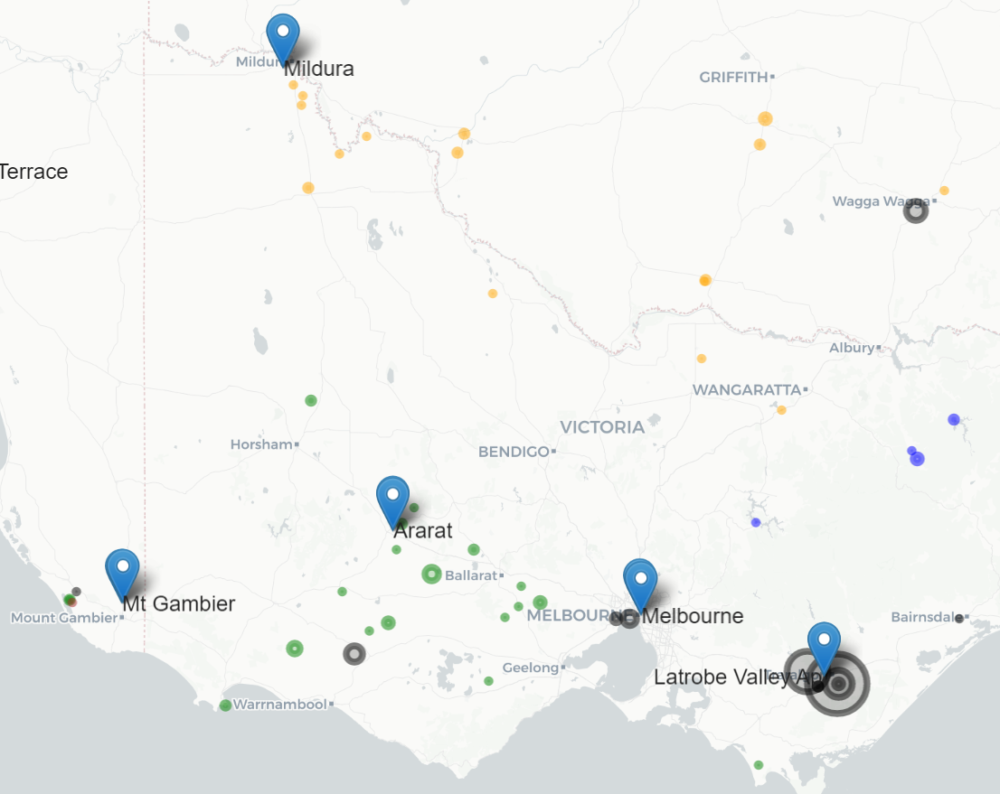 Mildura
GRIFFITH
Terrace
Wagga Wagga
Albury
WANGARATTA
VICTORIA
Horsham
BENDIGO
Ararat
Ballarat
Mt Gambier
Mount Gambier
MELBOURNE
Melbourne
Bairnsdale
Geelong
Latrobe Valley Ap
Warrnambool